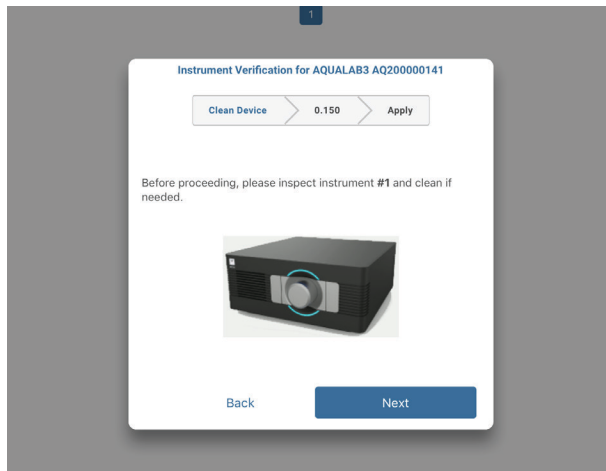 1
Instrument Verification for AQUALAB3 AQ200000141
Clean Device
0.150
Apply
Before proceeding, please inspect instrument #1 and clean if
needed.
Back
Next